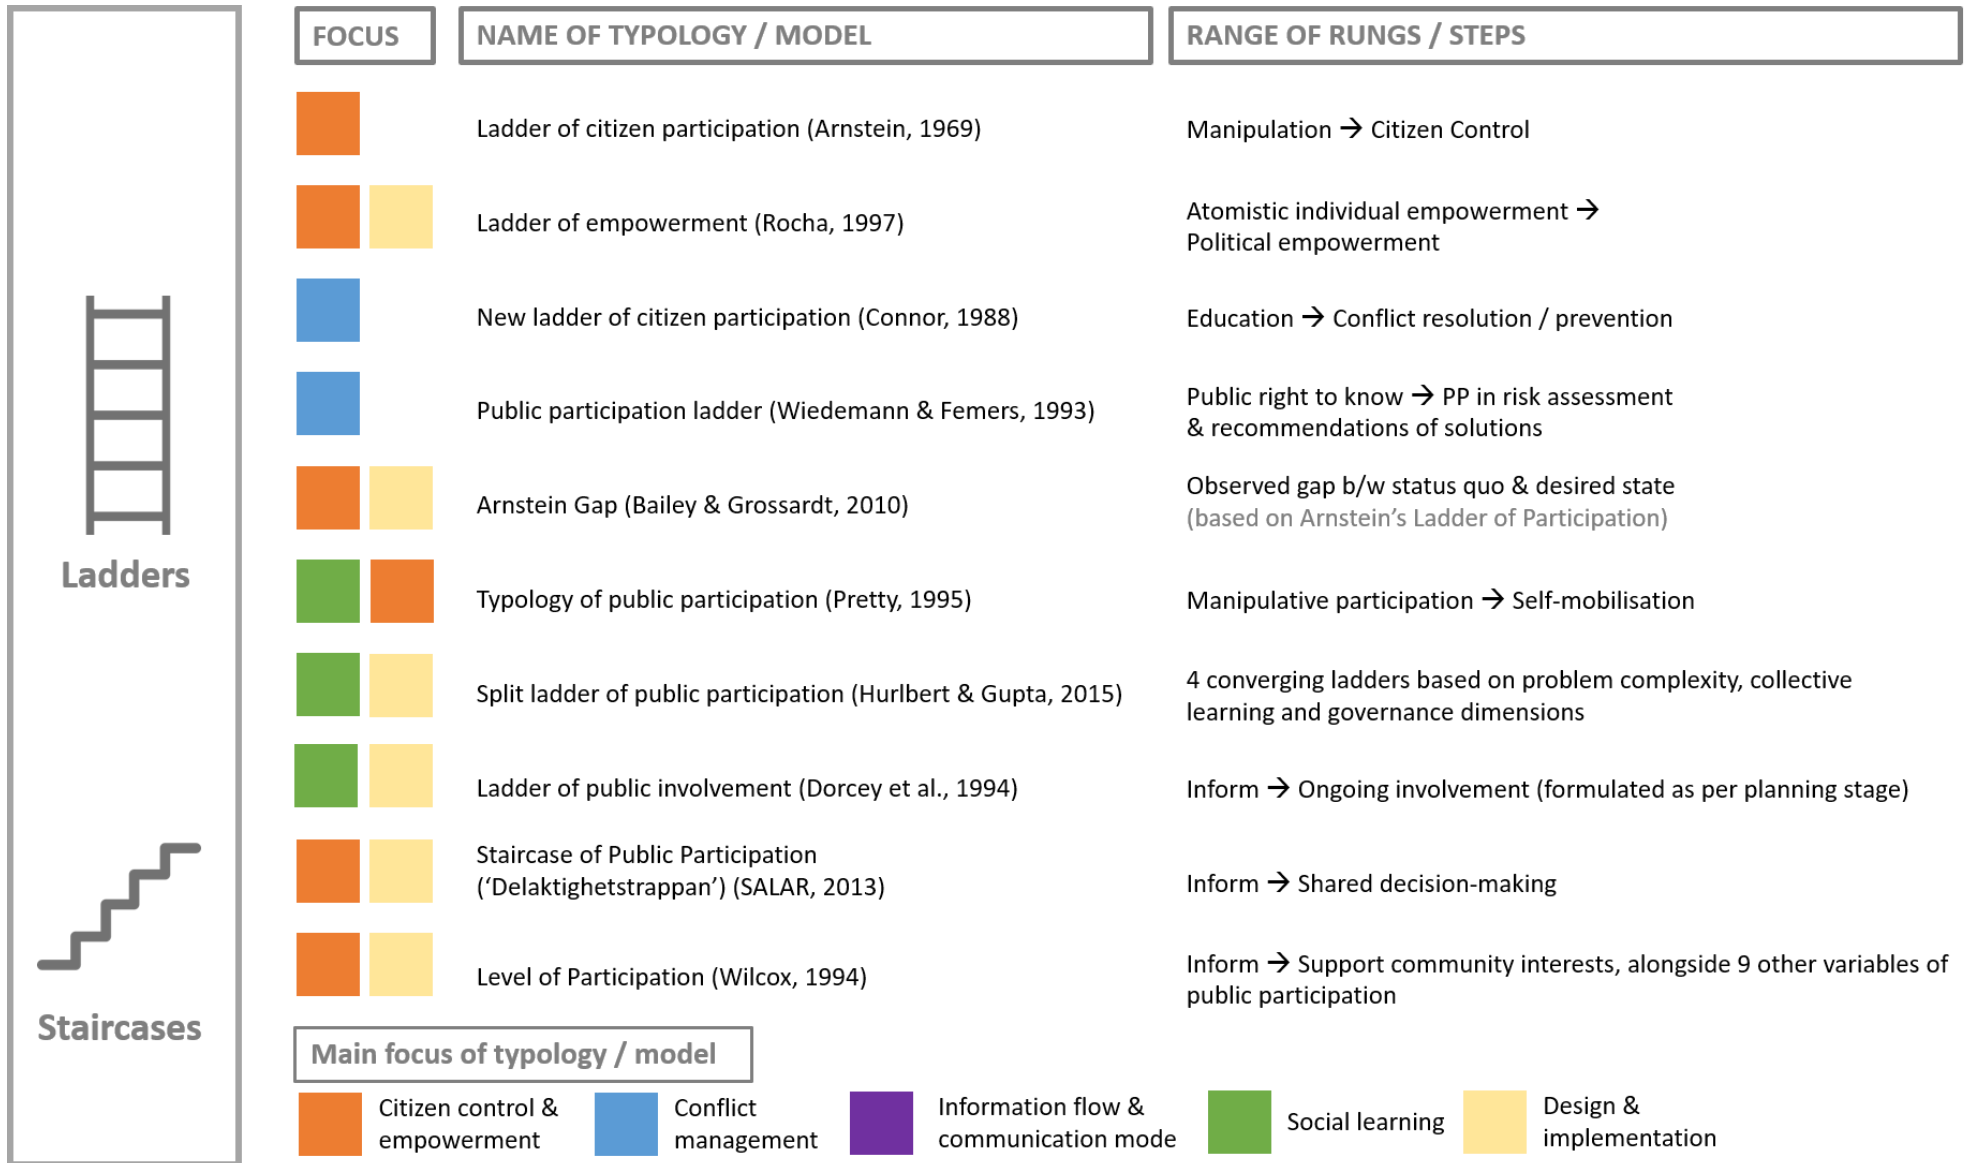 FOCUS
NAME OF TYPOLOGY / MODEL
RANGE OF RUNGS / STEPS
Ladder of citizen participation (Arnstein, 1969)
Manipulation → Citizen Control
Ladder of empowerment (Rocha, 1997)
Atomistic individual empowerment →
Political empowerment
New ladder of citizen participation (Connor, 1988)
Education → Conflict resolution / prevention
Public participation ladder (Wiedemann & Femers, 1993)
Public right to know → PP in risk assessment
& recommendations of solutions
Arnstein Gap (Bailey & Grossardt, 2010)
Observed gap b/w status quo & desired state
(based on Arnstein’s Ladder of Participation)
Ladders
Typology of public participation (Pretty, 1995)
Manipulative participation → Self-mobilisation
Split ladder of public participation (Hurlbert & Gupta, 2015)
4 converging ladders based on problem complexity, collective
learning and governance dimensions
Ladder of public involvement (Dorcey et al., 1994)
Inform → Ongoing involvement (formulated as per planning stage)
Staircase of Public Participation
(‘Delaktighetstrappan’) (SALAR, 2013)
Inform → Shared decision-making
Level of Participation (Wilcox, 1994)
Inform → Support community interests, alongside 9 other variables of
public participation
Staircases
Main focus of typology / model
Citizen control &
empowerment
Conflict
management
Information flow &
communication mode
Social learning
Design &
implementation